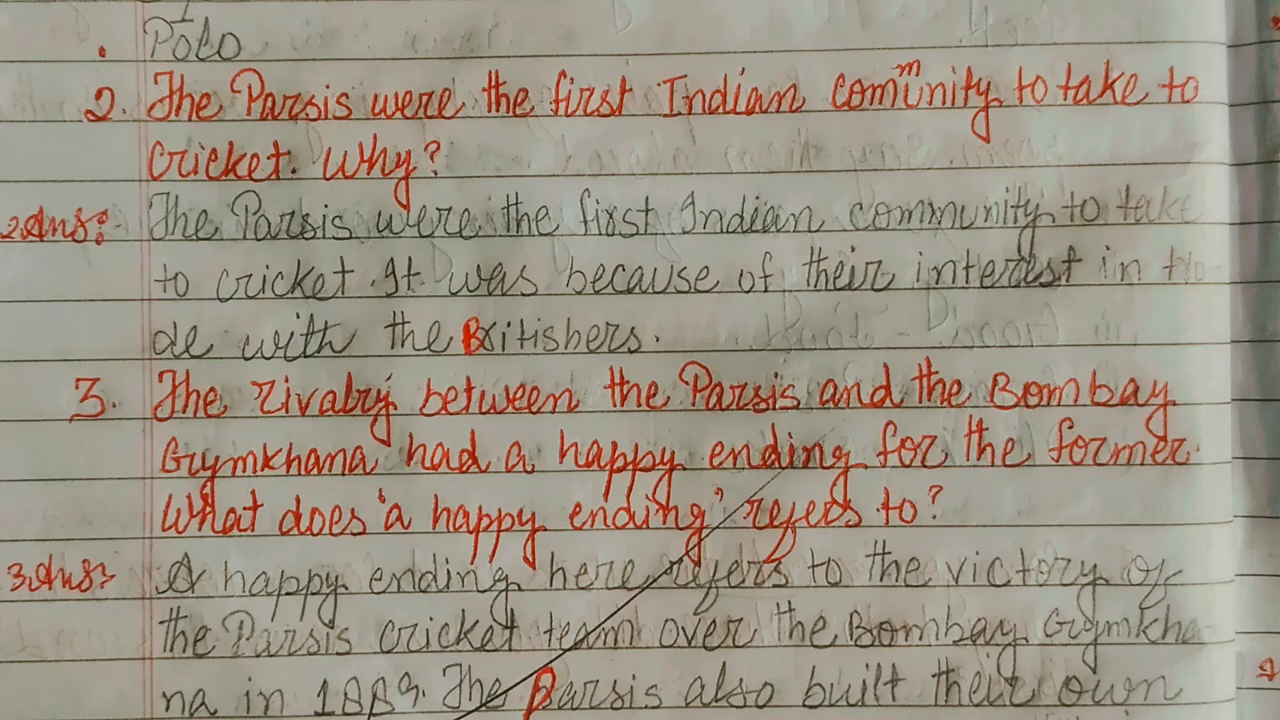 Polo
2. The Parsis were the first Indian community to take to
cricket. Why?
2.Ans:- The Parsis were the first Indian community to take
to cricket. It was because of their interest in
de with the Britishers.
3. The rivalry between the Parsis and the Bombay
Gymkhana had a happy ending for the former.
What does 'a happy ending' refers to?
3.Ans:- A happy ending here refers to the victory of
the Parsis cricket team over the Bombay Gymkha
na in 1889. The Parsis also built their own